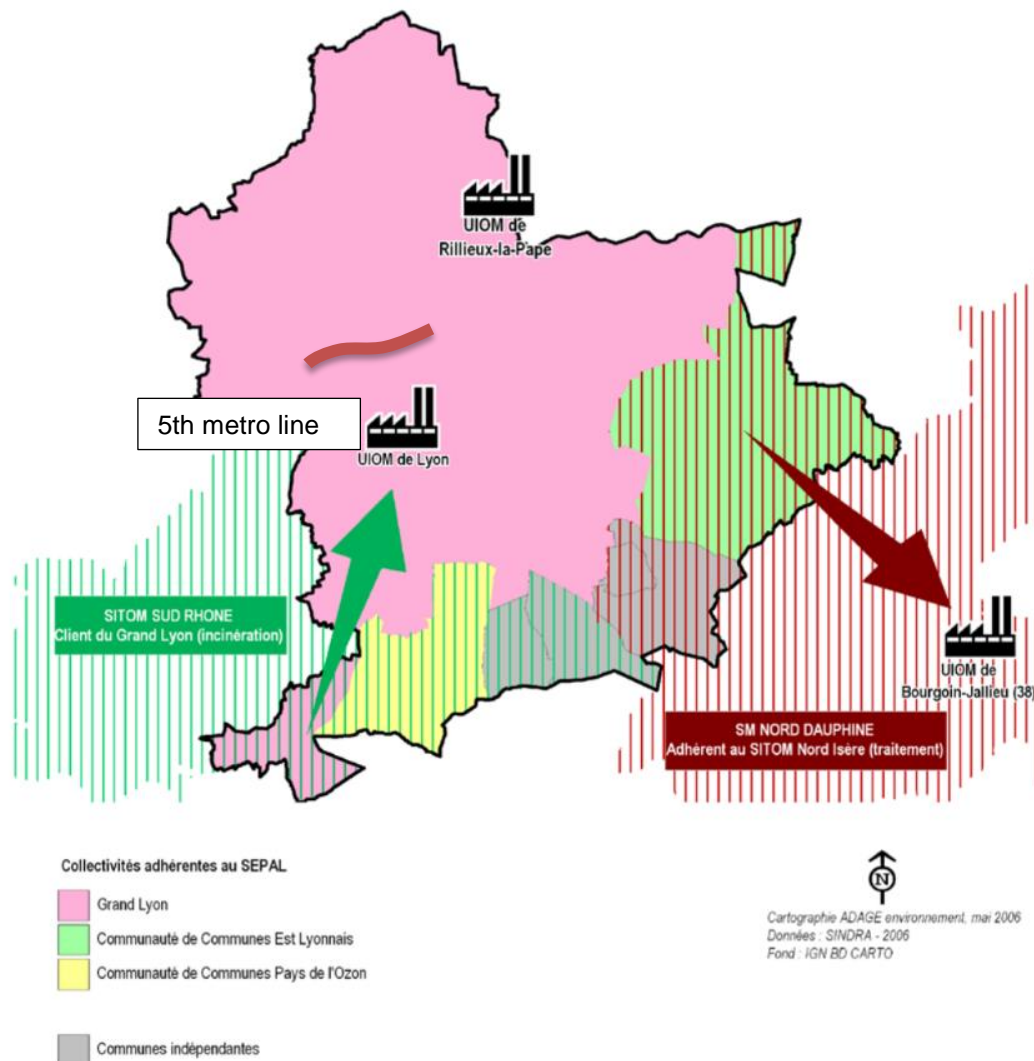 UIOM de
Rillieux-la-Pape
5th metro line
UIOM de Lyon
SITOM SUD RHONE
Client du Grand Lyon (incinération)
UIOM de
Bourgoin-Jallieu (38)
SM NORD DAUPHINE
Adhérent au SITOM Nord Isère (traitement)
Collectivités adhérentes au SEPAL
Grand Lyon
Communauté de Communes Est Lyonnais
Communauté de Communes Pays de l'Ozon
Communes indépendantes
N
Cartographie ADAGE environnement, mai 2006
Données : SINDRA - 2006
Fond : IGN BD CARTO